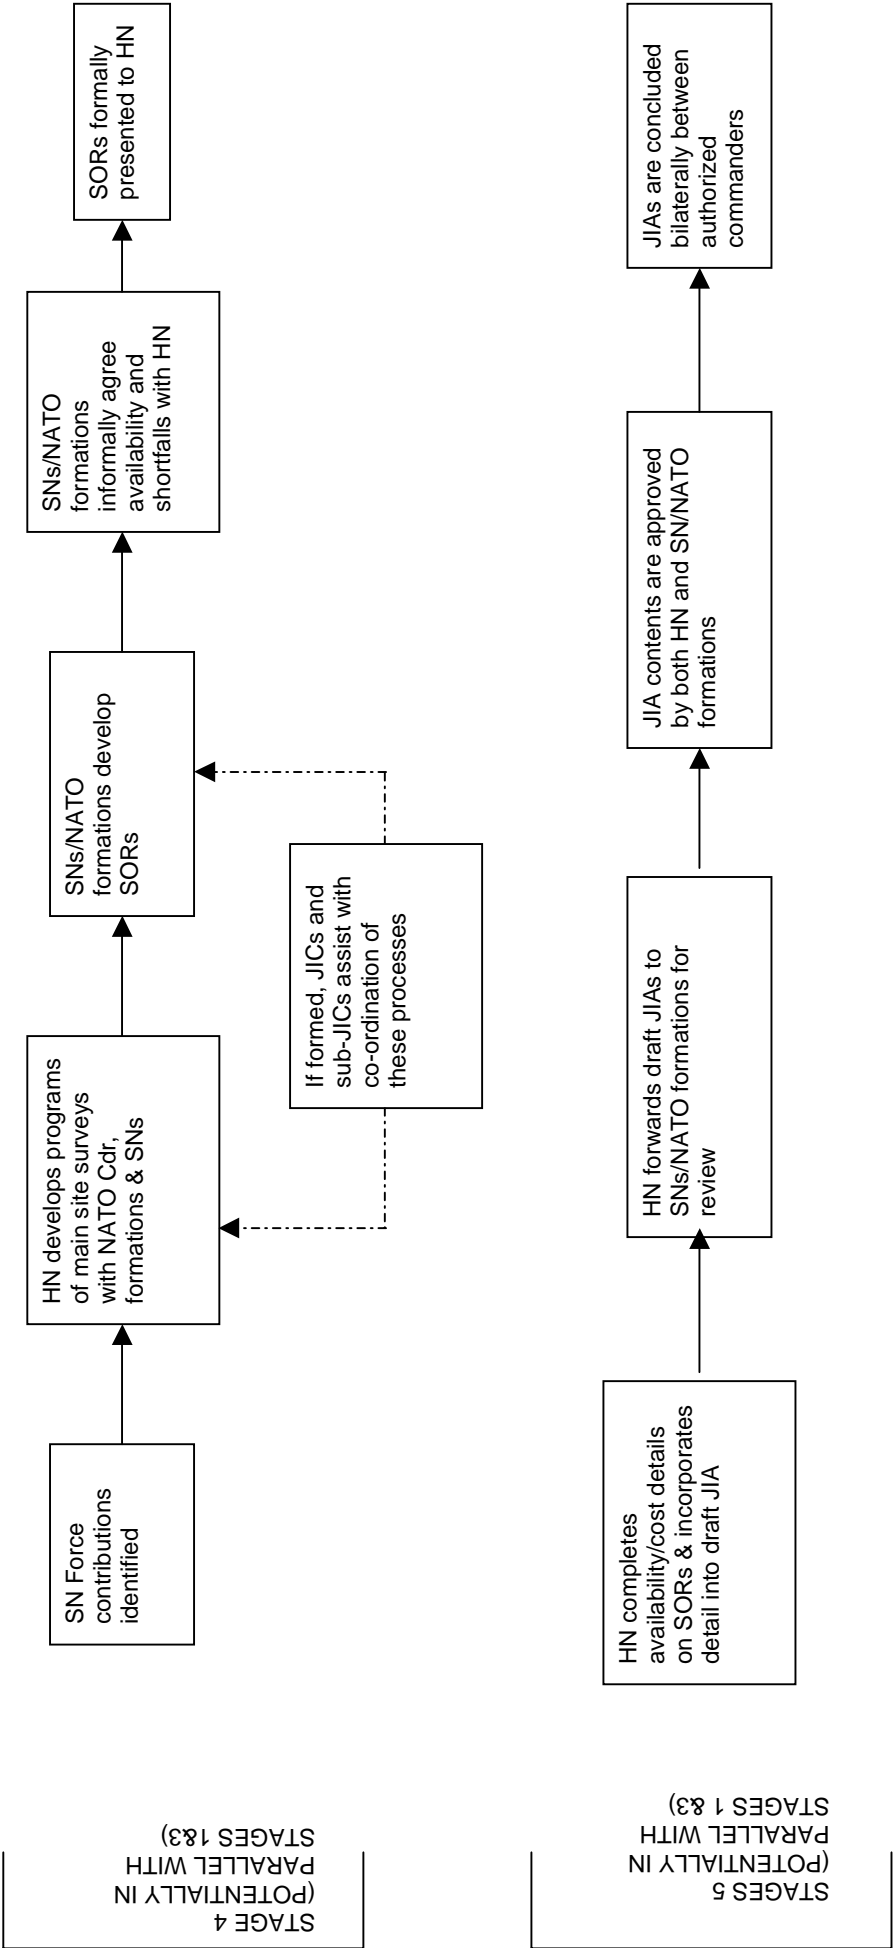 STAGE 4
(POTENTIALLY IN
PARALLEL WITH
STAGES 1&3)
SN Force
contributions
identified
HN develops programs
of main site surveys
with NATO Cdr,
formations & SNs
SNs/NATO
formations develop
SORs
SNs/NATO
formations
informally agree
availability and
shortfalls with HN
SORs formally
presented to HN
If formed, JICs and
sub-JICs assist with
co-ordination of
these processes
STAGES 5
(POTENTIALLY IN
PARALLEL WITH
STAGES 1 &3)
HN completes
availability/cost details
on SORs & incorporates
detail into draft JIA
HN forwards draft JIAs to
SNs/NATO formations for
review
JIA contents are approved
by both HN and SN/NATO
formations
JIAs are concluded
bilaterally between
authorized
commanders